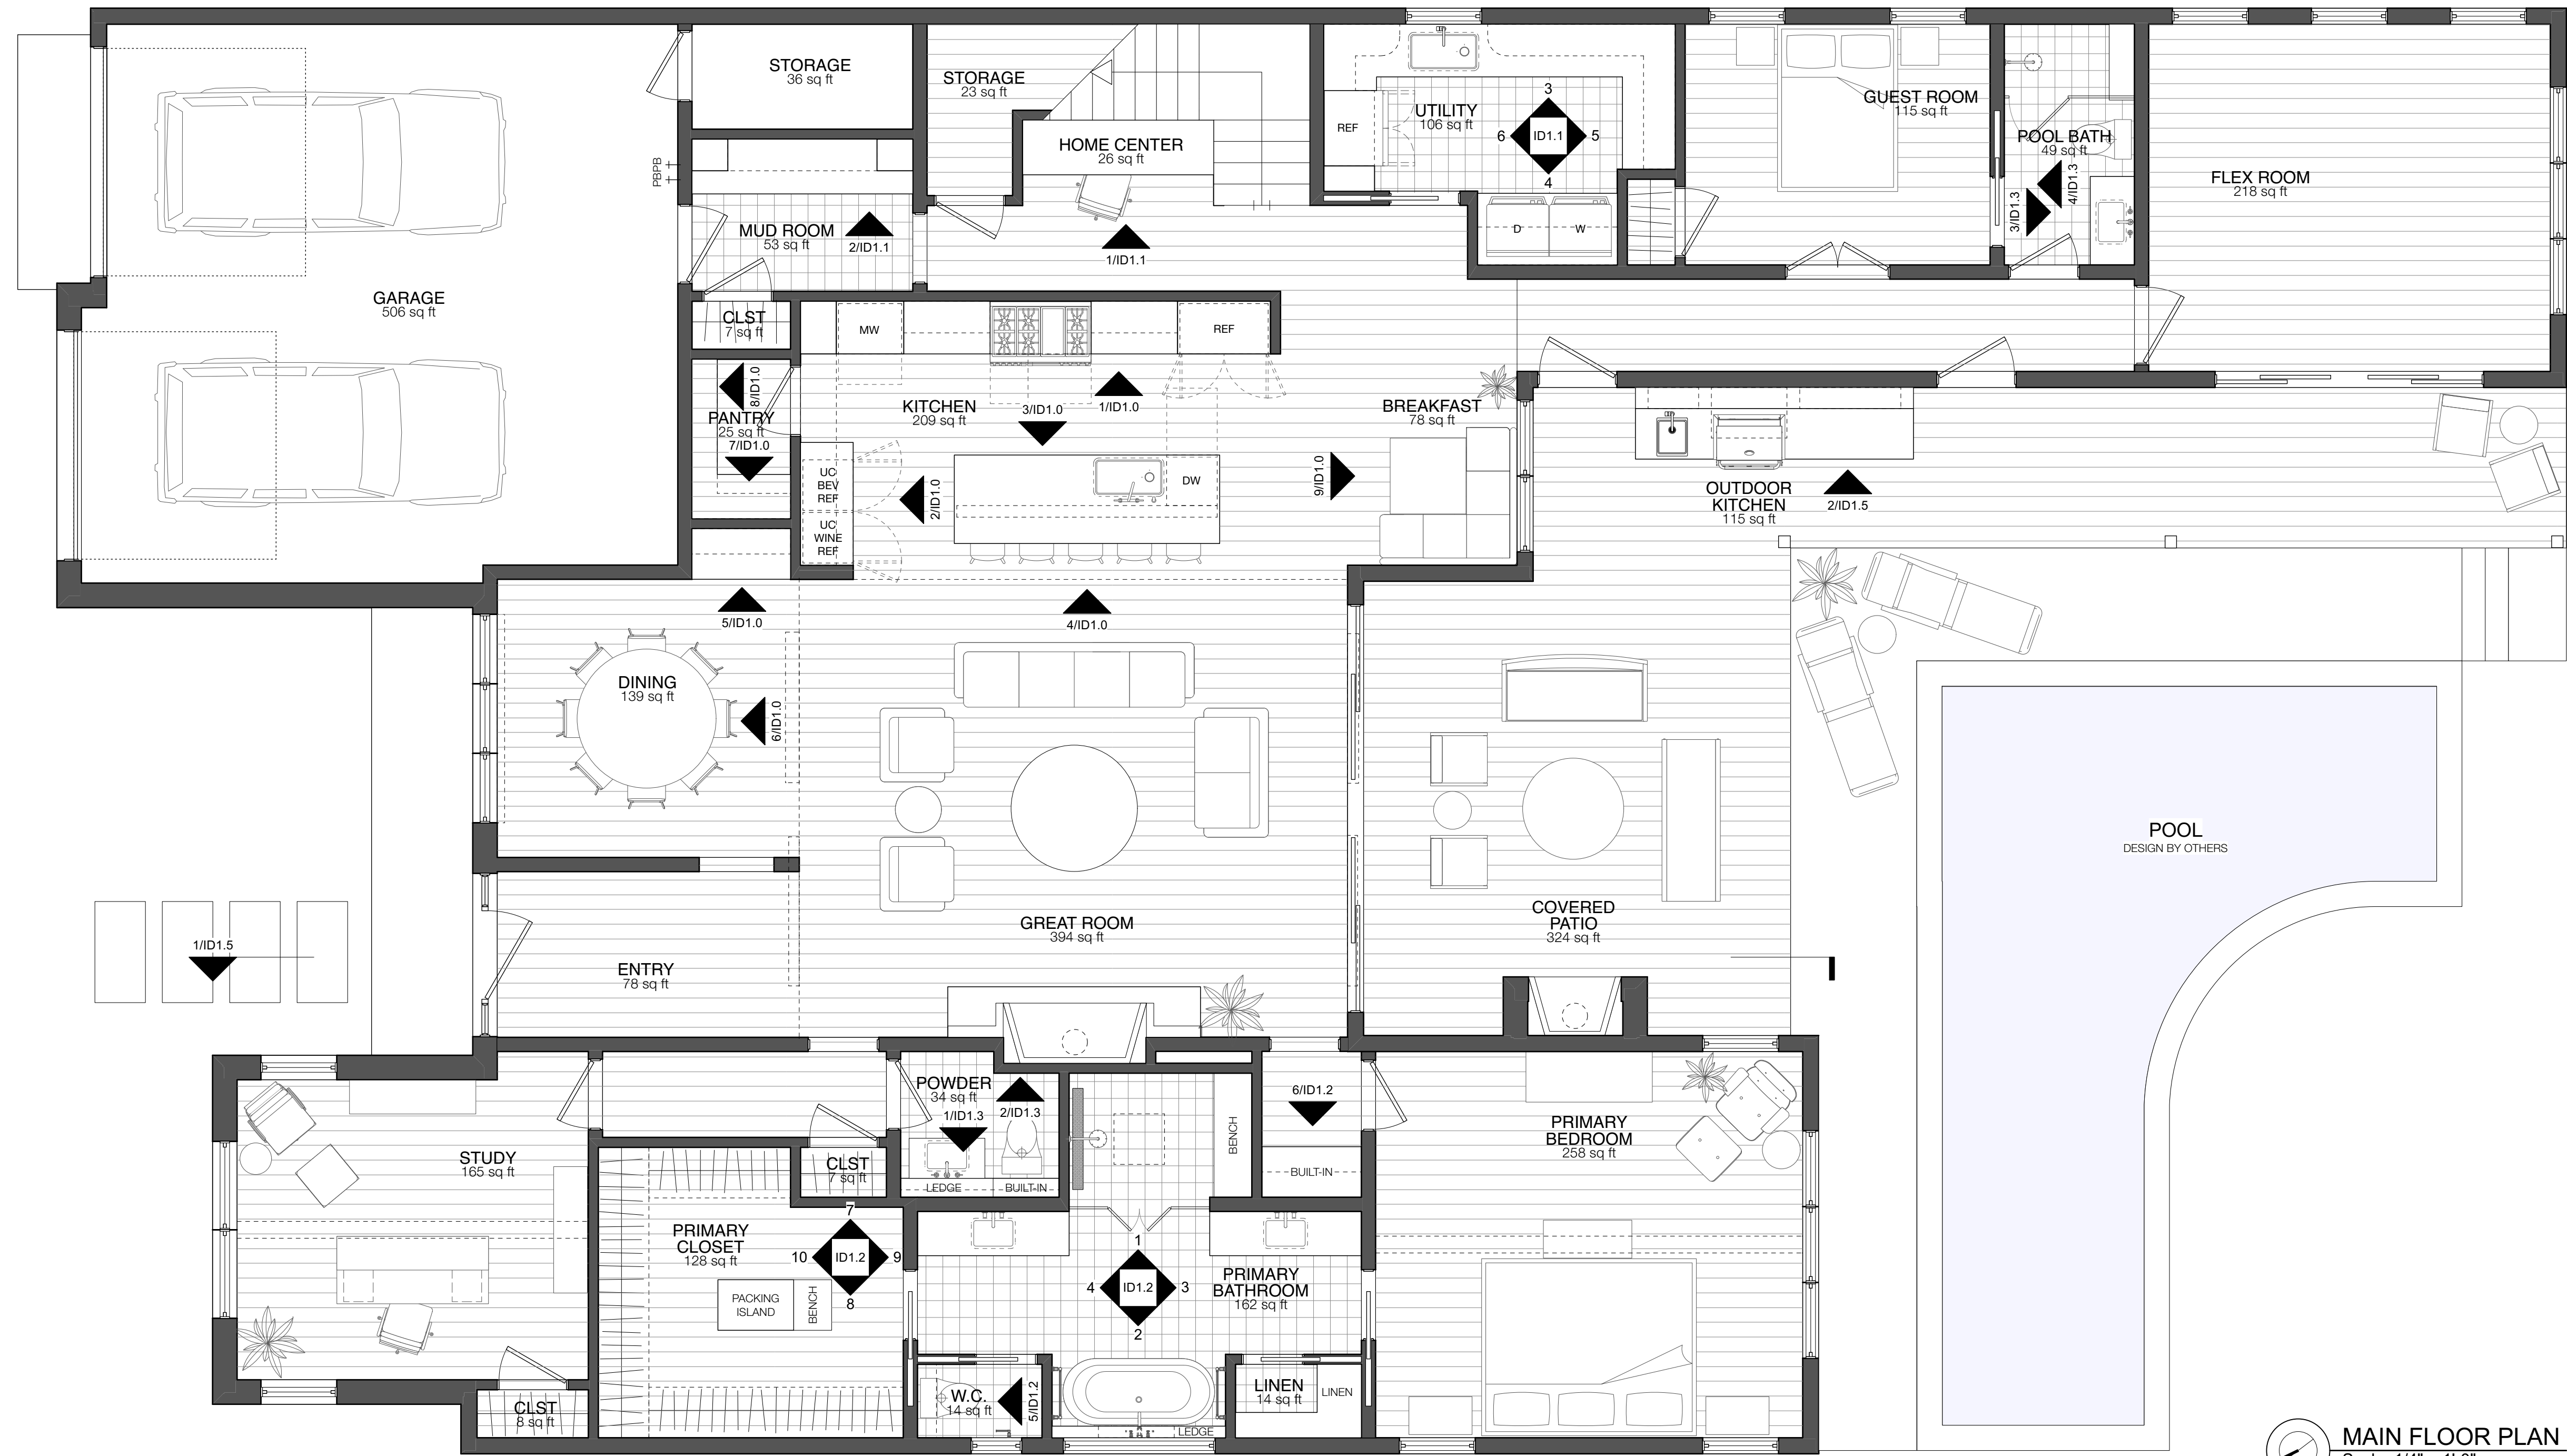 STORAGE
36 sq ft
STORAGE
23 sq ft
HOME CENTER
26 sq ft
REF
UTILITY
106 sq ft
3
6
ID1.1
5
4
D
W
GUEST ROOM
115 sq ft
POOL BATH
49 sq ft
4/ID1.3
3/ID1.3
FLEX ROOM
218 sq ft
PBPB
MUD ROOM
53 sq ft
2/ID1.1
1/ID1.1
GARAGE
506 sq ft
CLST
7 sq ft
MW
REF
8/ID1.0
PANTRY
25 sq ft
7/ID1.0
KITCHEN
209 sq ft
3/ID1.0
1/ID1.0
BREAKFAST
78 sq ft
UC
BEV
REF
UC
WINE
REF
2/ID1.0
DW
9/ID1.0
OUTDOOR
KITCHEN
115 sq ft
2/ID1.5
5/ID1.0
4/ID1.0
DINING
139 sq ft
6/ID1.0
POOL
DESIGN BY OTHERS
1/ID1.5
GREAT ROOM
394 sq ft
COVERED
PATIO
324 sq ft
ENTRY
78 sq ft
POWDER
34 sq ft
1/ID1.3
2/ID1.3
LEDGE
BUILT-IN
BENCH
6/ID1.2
BUILT-IN
PRIMARY
BEDROOM
258 sq ft
STUDY
165 sq ft
CLST
7 sq ft
PRIMARY
CLOSET
128 sq ft
7
10
ID1.2
9
8
PACKING
ISLAND
BENCH
1
4
ID1.2
3
2
PRIMARY
BATHROOM
162 sq ft
CLST
8 sq ft
W.C.
14 sq ft
5/ID1.2
LEDGE
LINEN
14 sq ft
LINEN
MAIN FLOOR PLAN